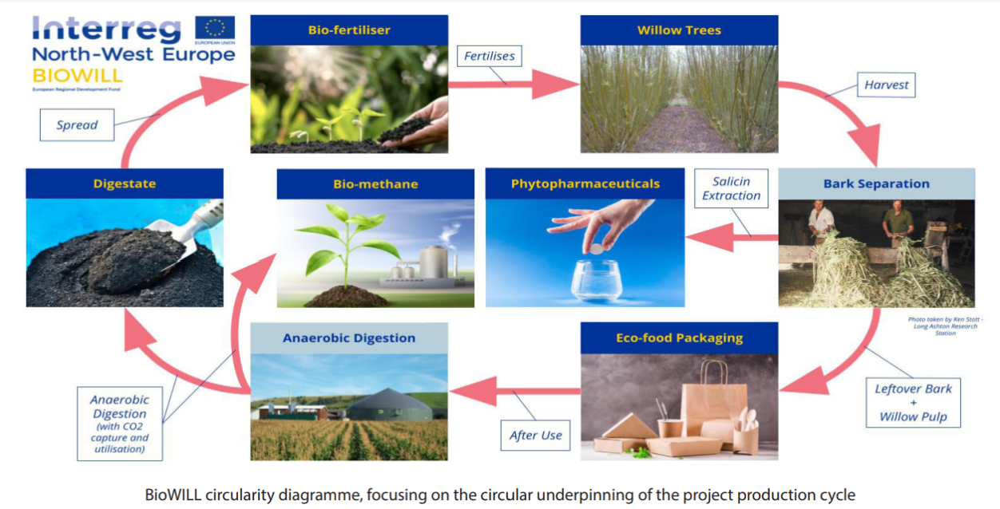 Interreg
EUROPEAN UNION
North-West Europe
BIOWILL
European Regional Development Fund
Bio-fertiliser
Fertilises
Willow Trees
Harvest
Spread
Digestate
Bio-methane
Phytopharmaceuticals
Salicin
Extraction
Bark Separation
Photo taken by Ken Stott -
Long Ashton Research
Station
Anaerobic Digestion
Eco-food Packaging
Anaerobic
Digestion
(with CO2
capture and
utilisation)
After Use
Leftover Bark
+
Willow Pulp
BioWILL circularity diagramme, focusing on the circular underpinning of the project production cycle